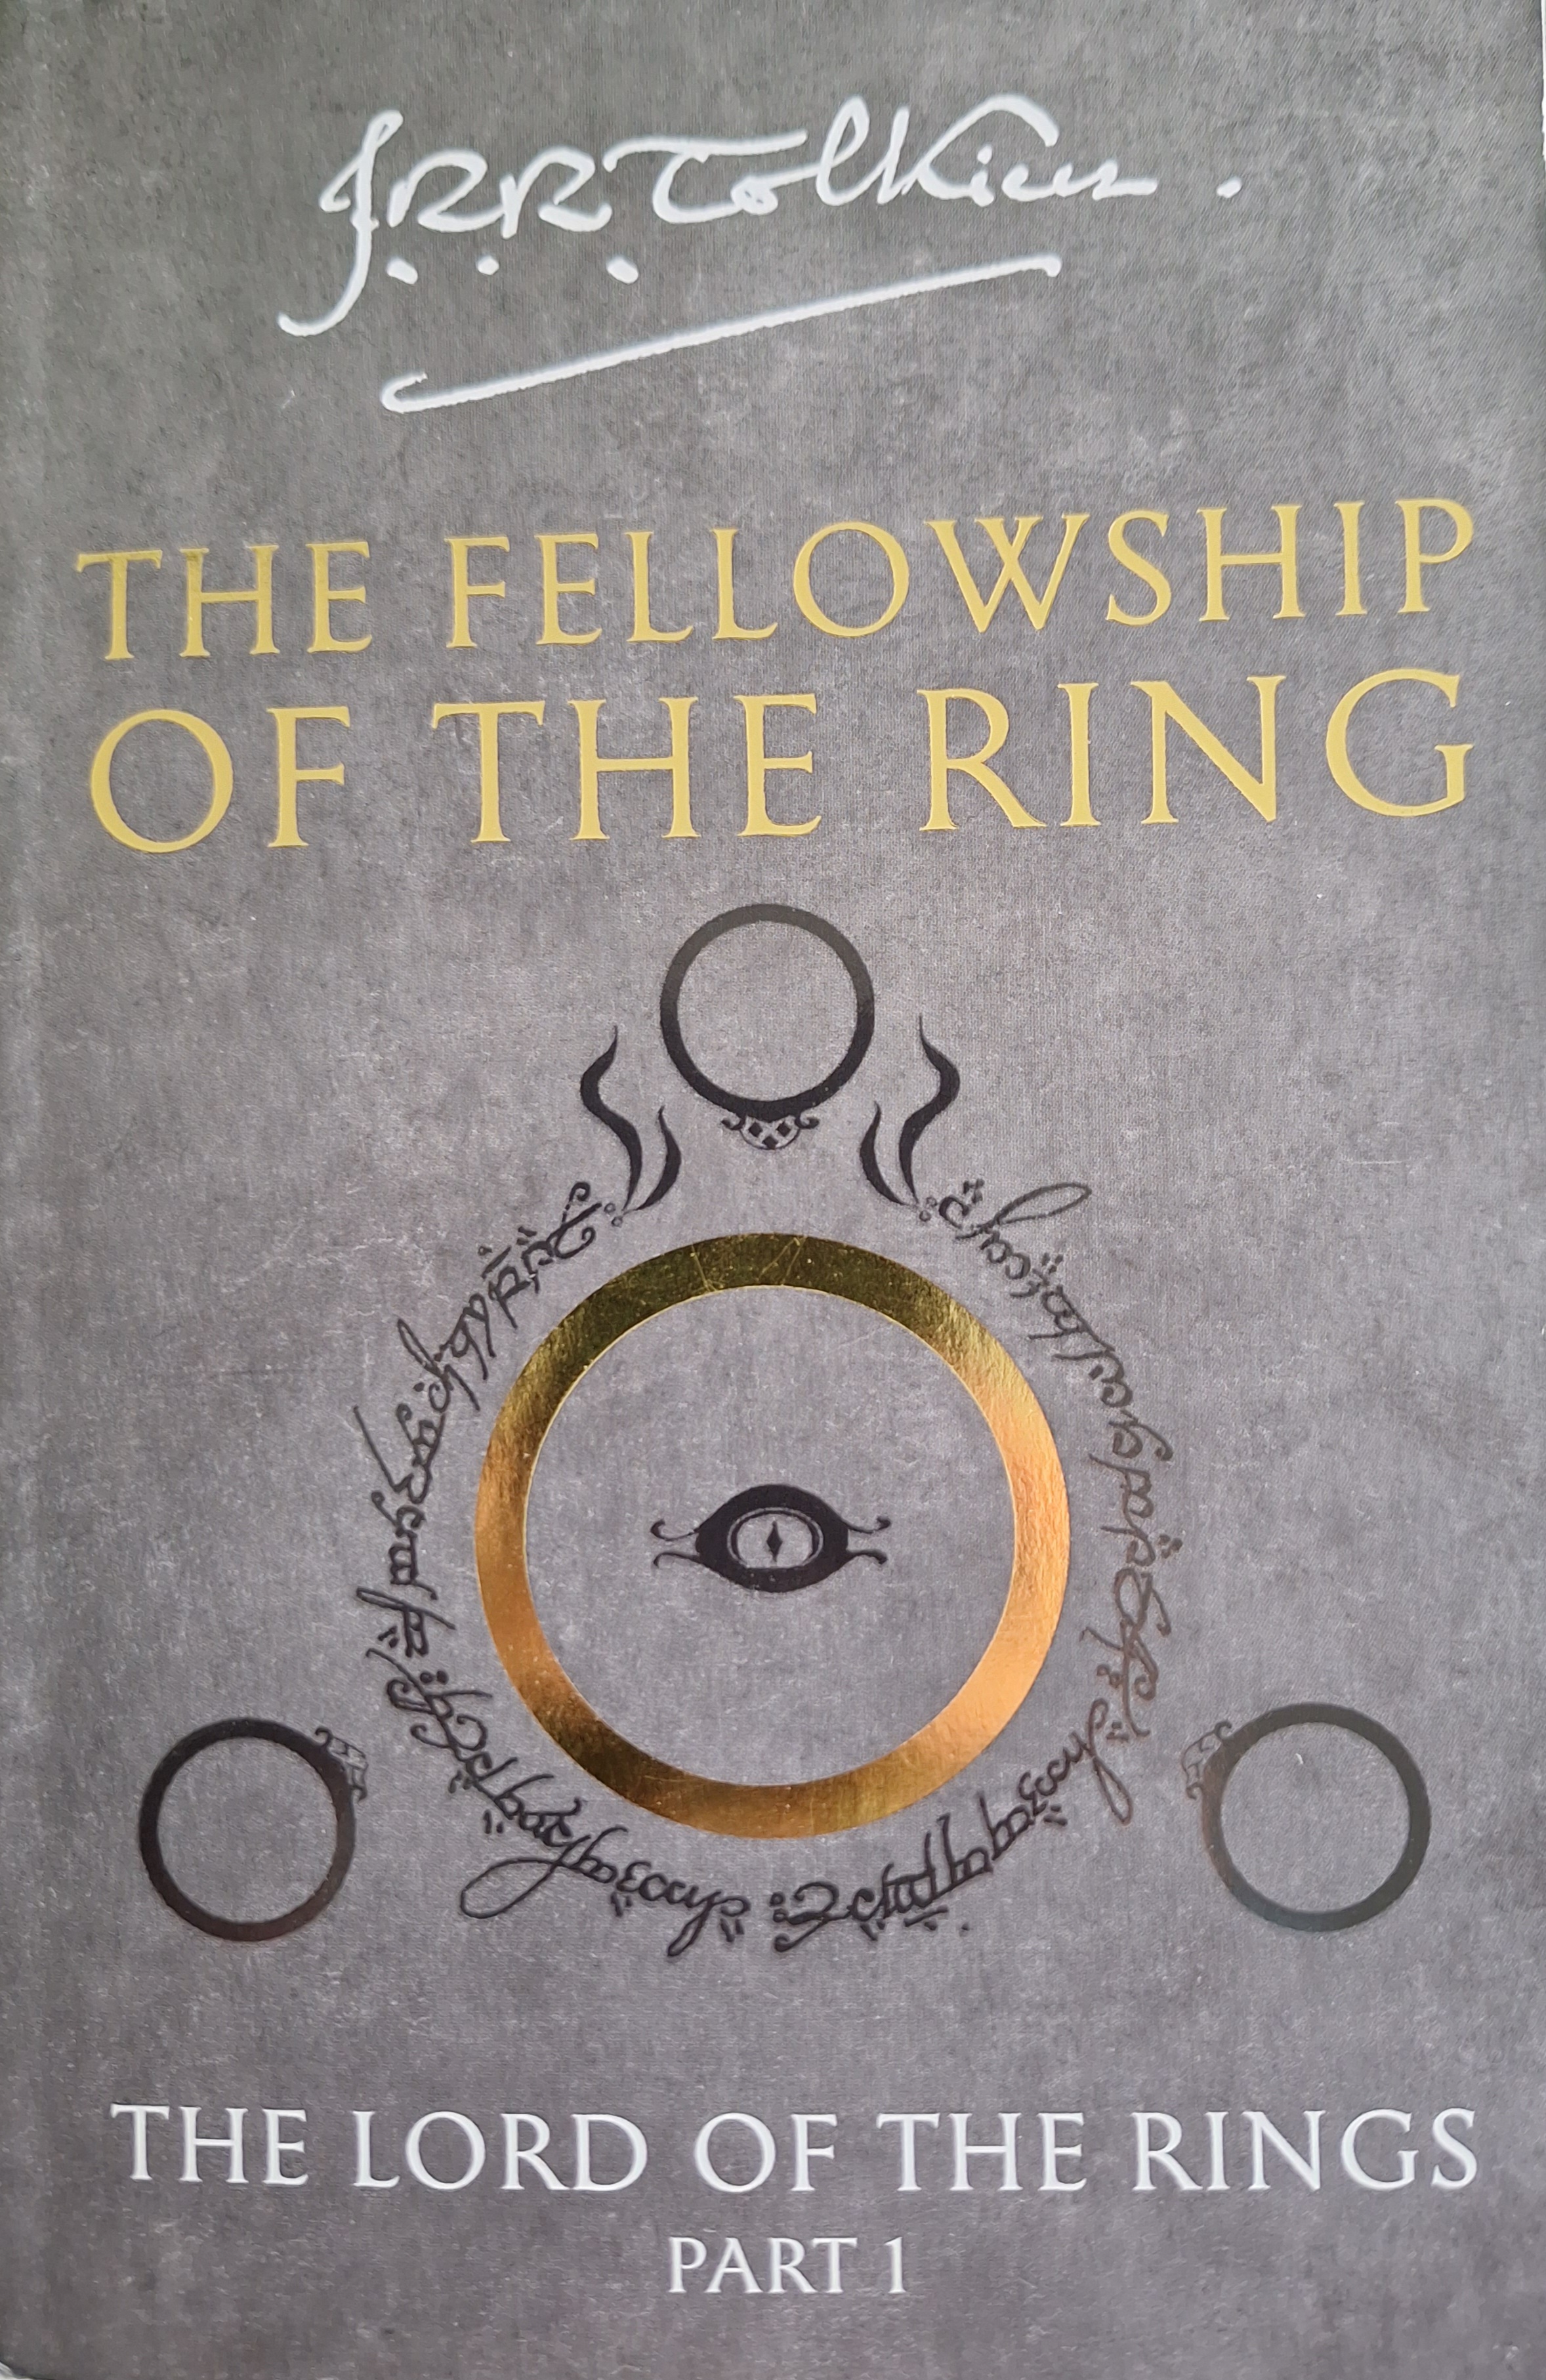 J.R.R. Tolkien.
THE FELLOWSHIP
OF THE RING
THE LORD OF THE RINGS
PART 1